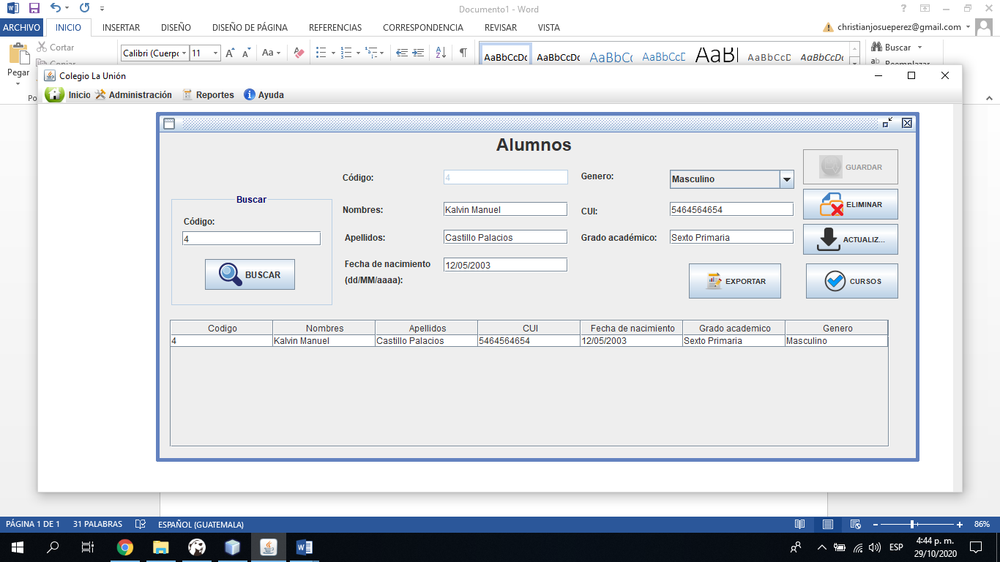 Documento1 - Word
ARCHIVO INICIO INSERTAR DISEÑO DISEÑO DE PÁGINA REFERENCIAS CORRESPONDENCIA REVISAR VISTA christianjosueperez@gmail.com
Cortar
Copiar
Pegar
Calibri (Cuerpo 11
AaBbCcDc AaBbCcDc AaBbCc AaBbCcD AaBb AaBbCcD AaBbCcDc
Buscar
Reemplazar
Colegio La Unión
Inicio Administración Reportes Ayuda
Alumnos
Código: 4 Genero: Masculino GUARDAR
Buscar
Código:
4
BUSCAR
Nombres: Kalvin Manuel CUI: 5464564654 ELIMINAR
Apellidos: Castillo Palacios Grado académico: Sexto Primaria ACTUALIZ...
Fecha de nacimiento 12/05/2003
(dd/MM/aaaa):
EXPORTAR CURSOS
Codigo Nombres Apellidos CUI Fecha de nacimiento Grado academico Genero
4 Kalvin Manuel Castillo Palacios 5464564654 12/05/2003 Sexto Primaria Masculino
PÁGINA 1 DE 1 31 PALABRAS ESPAÑOL (GUATEMALA) 86%
ESP
4:44 p. m.
29/10/2020